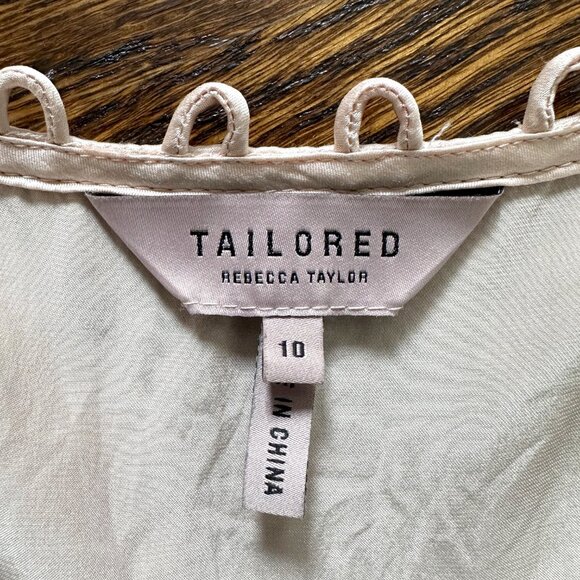 TAILORED
REBECCA TAYLOR
10
IN CHINA